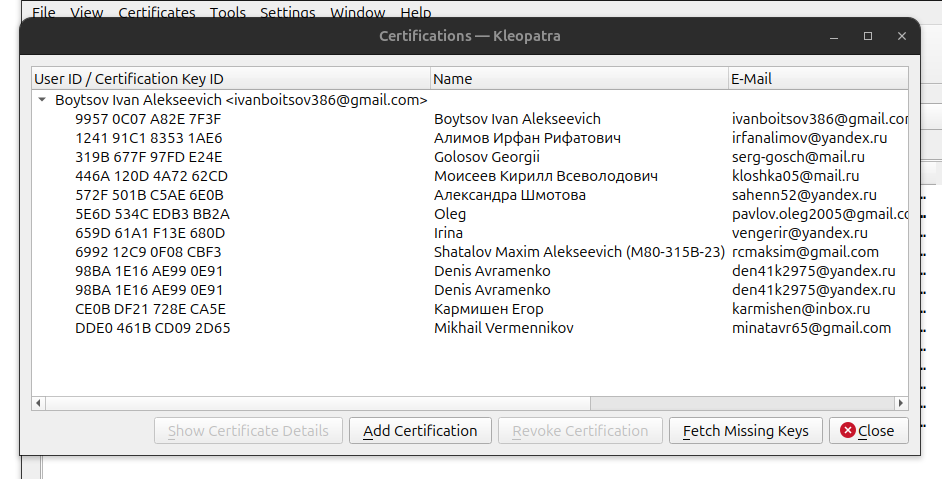 File View Certificates Tools Settings Window Help
Certifications — Kleopatra
User ID / Certification Key ID Name E-Mail
Boytsov Ivan Alekseevich <ivanboitsov386@gmail.com>
9957 0C07 A82E 7F3F Boytsov Ivan Alekseevich ivanboitsov386@gmail.cor
1241 91C1 8353 1AE6 Алимов Ирфан Рифатович irfanalimov@yandex.ru
319B 677F 97FD E24E Golosov Georgii serg-gosch@mail.ru
446A 120D 4A72 62CD Моисеев Кирилл Всеволодович kloshka05@mail.ru
572F 501B C5AE 6E0B Александра Шмотова sahenn52@yandex.ru
5E6D 534C EDB3 BB2A Oleg pavlov.oleg2005@gmail.cc
659D 61A1 F13E 680D Irina vengerir@yandex.ru
6992 12C9 0F08 CBF3 Shatalov Maxim Alekseevich (M80-315B-23) rcmaksim@gmail.com
98BA 1E16 AE99 0E91 Denis Avramenko den41k2975@yandex.ru
98BA 1E16 AE99 0E91 Denis Avramenko den41k2975@yandex.ru
CE0B DF21 728E CA5E Кармишен Егор karmishen@inbox.ru
DDE0 461B CD09 2D65 Mikhail Vermennikov minatavr65@gmail.com
Show Certificate Details Add Certification Revoke Certification Fetch Missing Keys Close